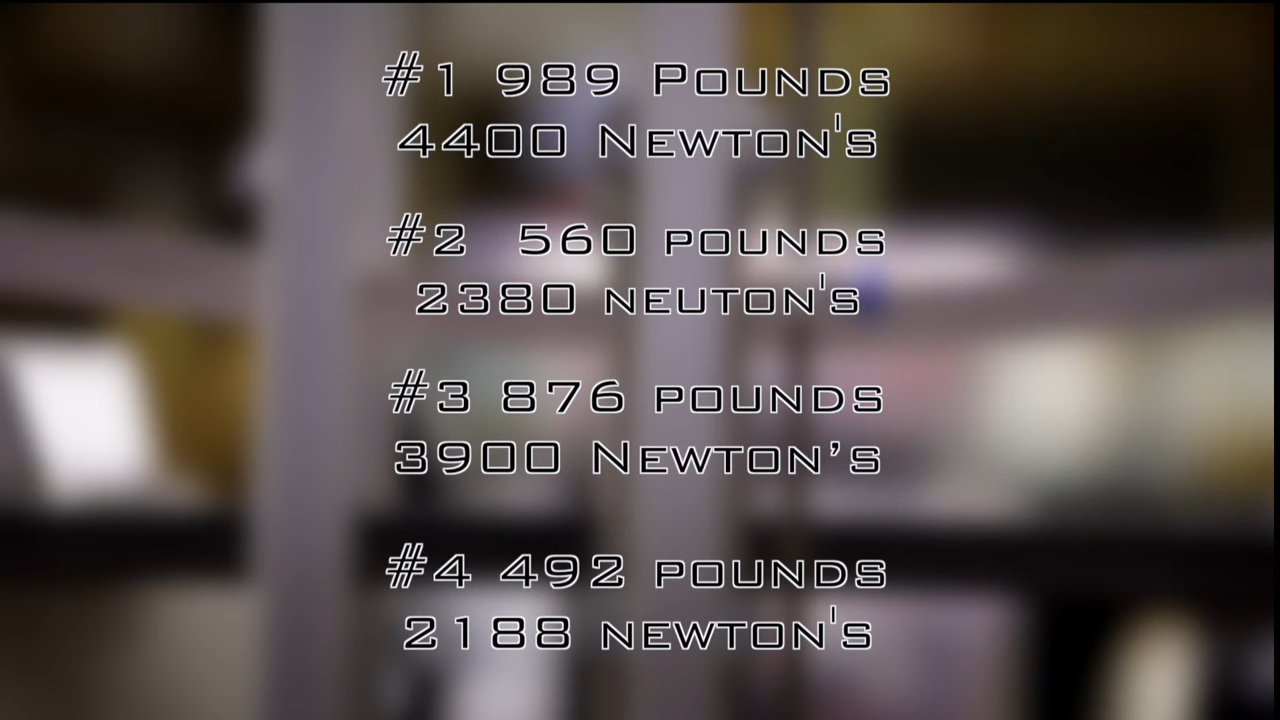 #1 989 Pounds
4400 Newton's
#2 560 pounds
2380 neuton's
#3 876 pounds
3900 Newton’s
#4 492 pounds
2188 newton's